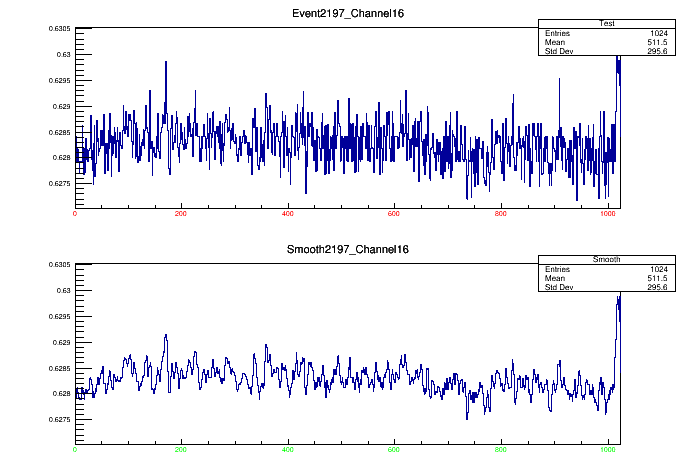 Event2197_Channel16
Test
Entries 1024
Mean 511.5
Std Dev 295.6
0.6305
0.63
0.6295
0.629
0.6285
0.628
0.6275
0 200 400 600 800 1000
Smooth2197_Channel16
Smooth
Entries 1024
Mean 511.5
Std Dev 295.6
0.6305
0.63
0.6295
0.629
0.6285
0.628
0.6275
0 200 400 600 800 1000